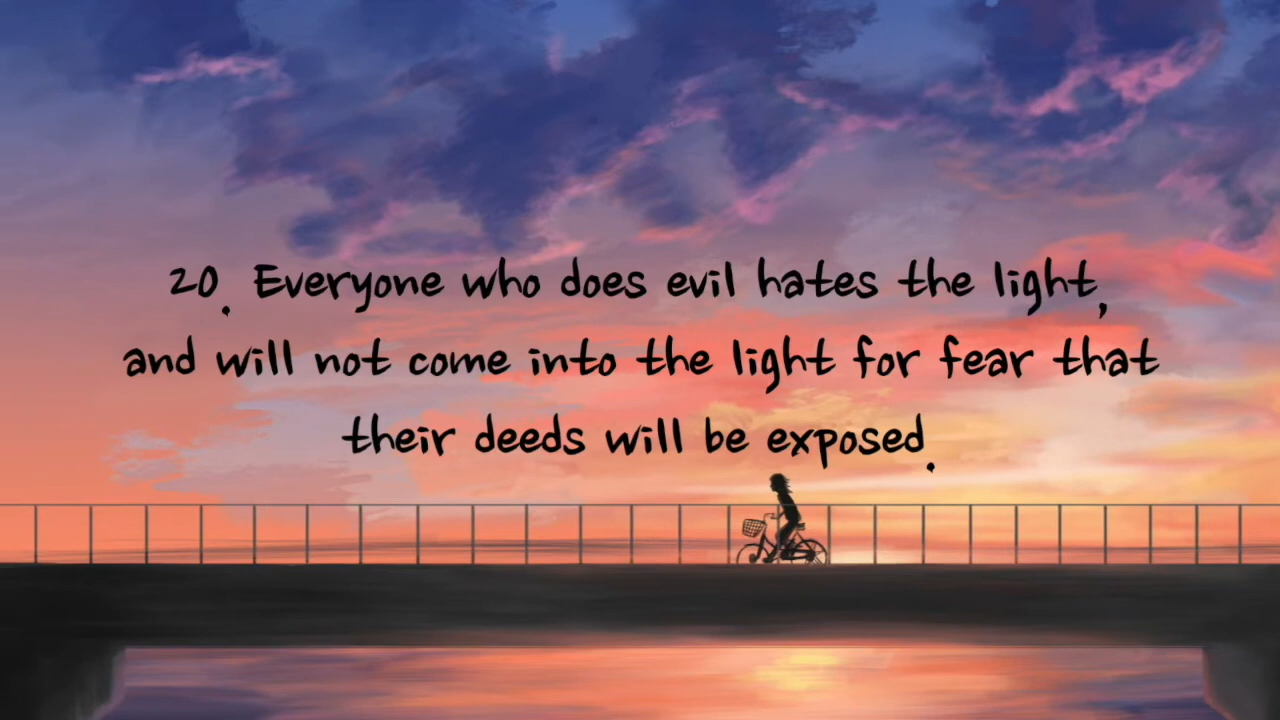 20. Everyone who does evil hates the light,
and will not come into the light for fear that
their deeds will be exposed.